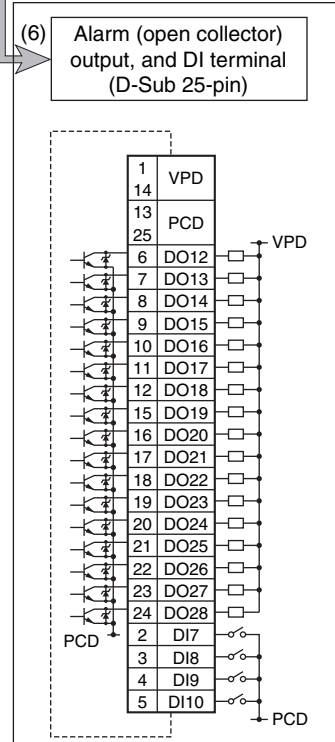 (6)
Alarm (open collector)
output, and DI terminal
(D-Sub 25-pin)
1
14 VPD
13
25 PCD
VPD
6 DO12
7 DO13
8 DO14
9 DO15
10 DO16
11 DO17
12 DO18
15 DO19
16 DO20
17 DO21
18 DO22
19 DO23
20 DO24
21 DO25
22 DO26
23 DO27
24 DO28
PCD 2 DI7
3 DI8
4 DI9
5 DI10
PCD